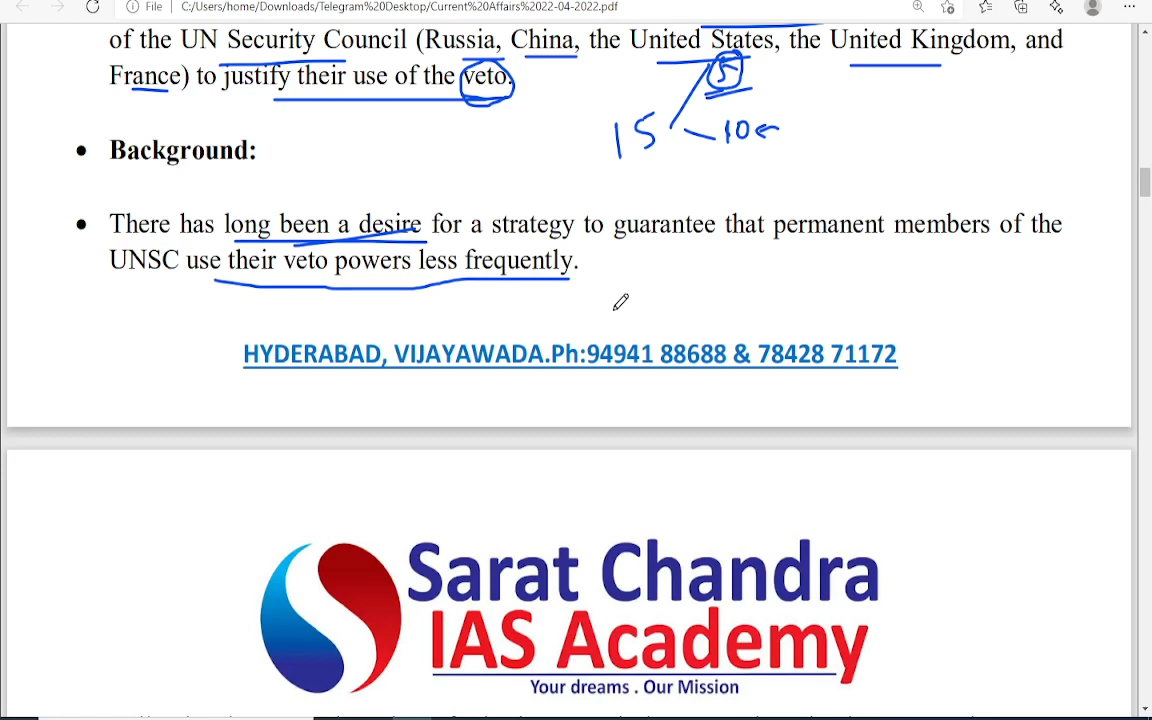 File
C:/Users/home/Downloads/Telegram%20Desktop/Current%20Affairs%2022-04-2022.pdf
of the UN Security Council (Russia, China, the United States, the United Kingdom, and
France) to justify their use of the veto.
5
15
10
• Background:
• There has long been a desire for a strategy to guarantee that permanent members of the
UNSC use their veto powers less frequently.
HYDERABAD, VIJAYAWADA.Ph:94941 88688 & 78428 71172
Sarat Chandra
IAS Academy
Your dreams . Our Mission